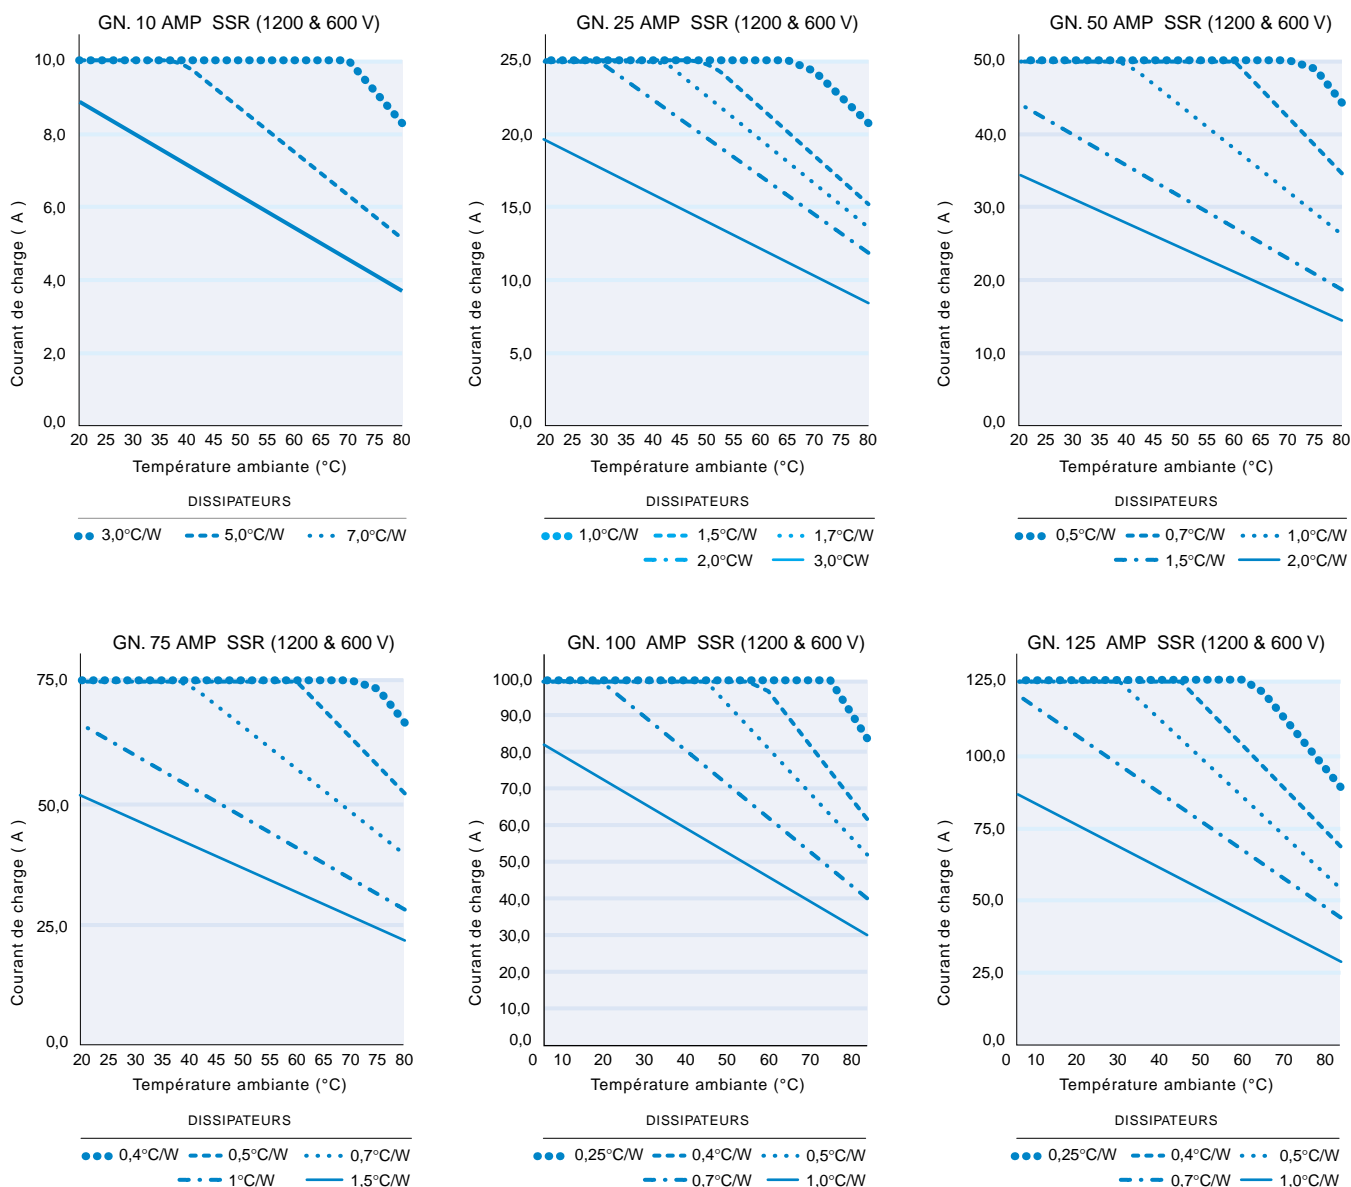 GN. 10 AMP SSR (1200 & 600 V)
10,0
8,0
6,0
4,0
2,0
0,0
Courant de charge ( A )
20 25 30 35 40 45 50 55 60 65 70 75 80
Température ambiante (°C)
DISSIPATEURS
3,0°C/W 5,0°C/W 7,0°C/W
GN. 25 AMP SSR (1200 & 600 V)
25,0
20,0
15,0
10,0
5,0
0,0
Courant de charge ( A )
20 25 30 35 40 45 50 55 60 65 70 75 80
Température ambiante (°C)
DISSIPATEURS
1,0°C/W 1,5°C/W 1,7°C/W
2,0°CW 3,0°CW
GN. 50 AMP SSR (1200 & 600 V)
50,0
40,0
30,0
20,0
10,0
0,0
Courant de charge ( A )
20 25 30 35 40 45 50 55 60 65 70 75 80
Température ambiante (°C)
DISSIPATEURS
0,5°C/W 0,7°C/W 1,0°C/W
1,5°C/W 2,0°C/W
GN. 75 AMP SSR (1200 & 600 V)
75,0
50,0
25,0
0,0
Courant de charge ( A )
20 25 30 35 40 45 50 55 60 65 70 75 80
Température ambiante (°C)
DISSIPATEURS
0,4°C/W 0,5°C/W 0,7°C/W
1°C/W 1,5°C/W
GN. 100 AMP SSR (1200 & 600 V)
100,0
90,0
80,0
70,0
60,0
50,0
40,0
30,0
20,0
10,0
0,0
Courant de charge ( A )
0 10 20 30 40 50 60 70 80
Température ambiante (°C)
DISSIPATEURS
0,25°C/W 0,4°C/W 0,5°C/W
0,7°C/W 1,0°C/W
GN. 125 AMP SSR (1200 & 600 V)
125,0
100,0
75,0
50,0
25,0
0,0
Courant de charge ( A )
0 10 20 30 40 50 60 70 80
Température ambiante (°C)
DISSIPATEURS
0,25°C/W 0,4°C/W 0,5°C/W
0,7°C/W 1,0°C/W